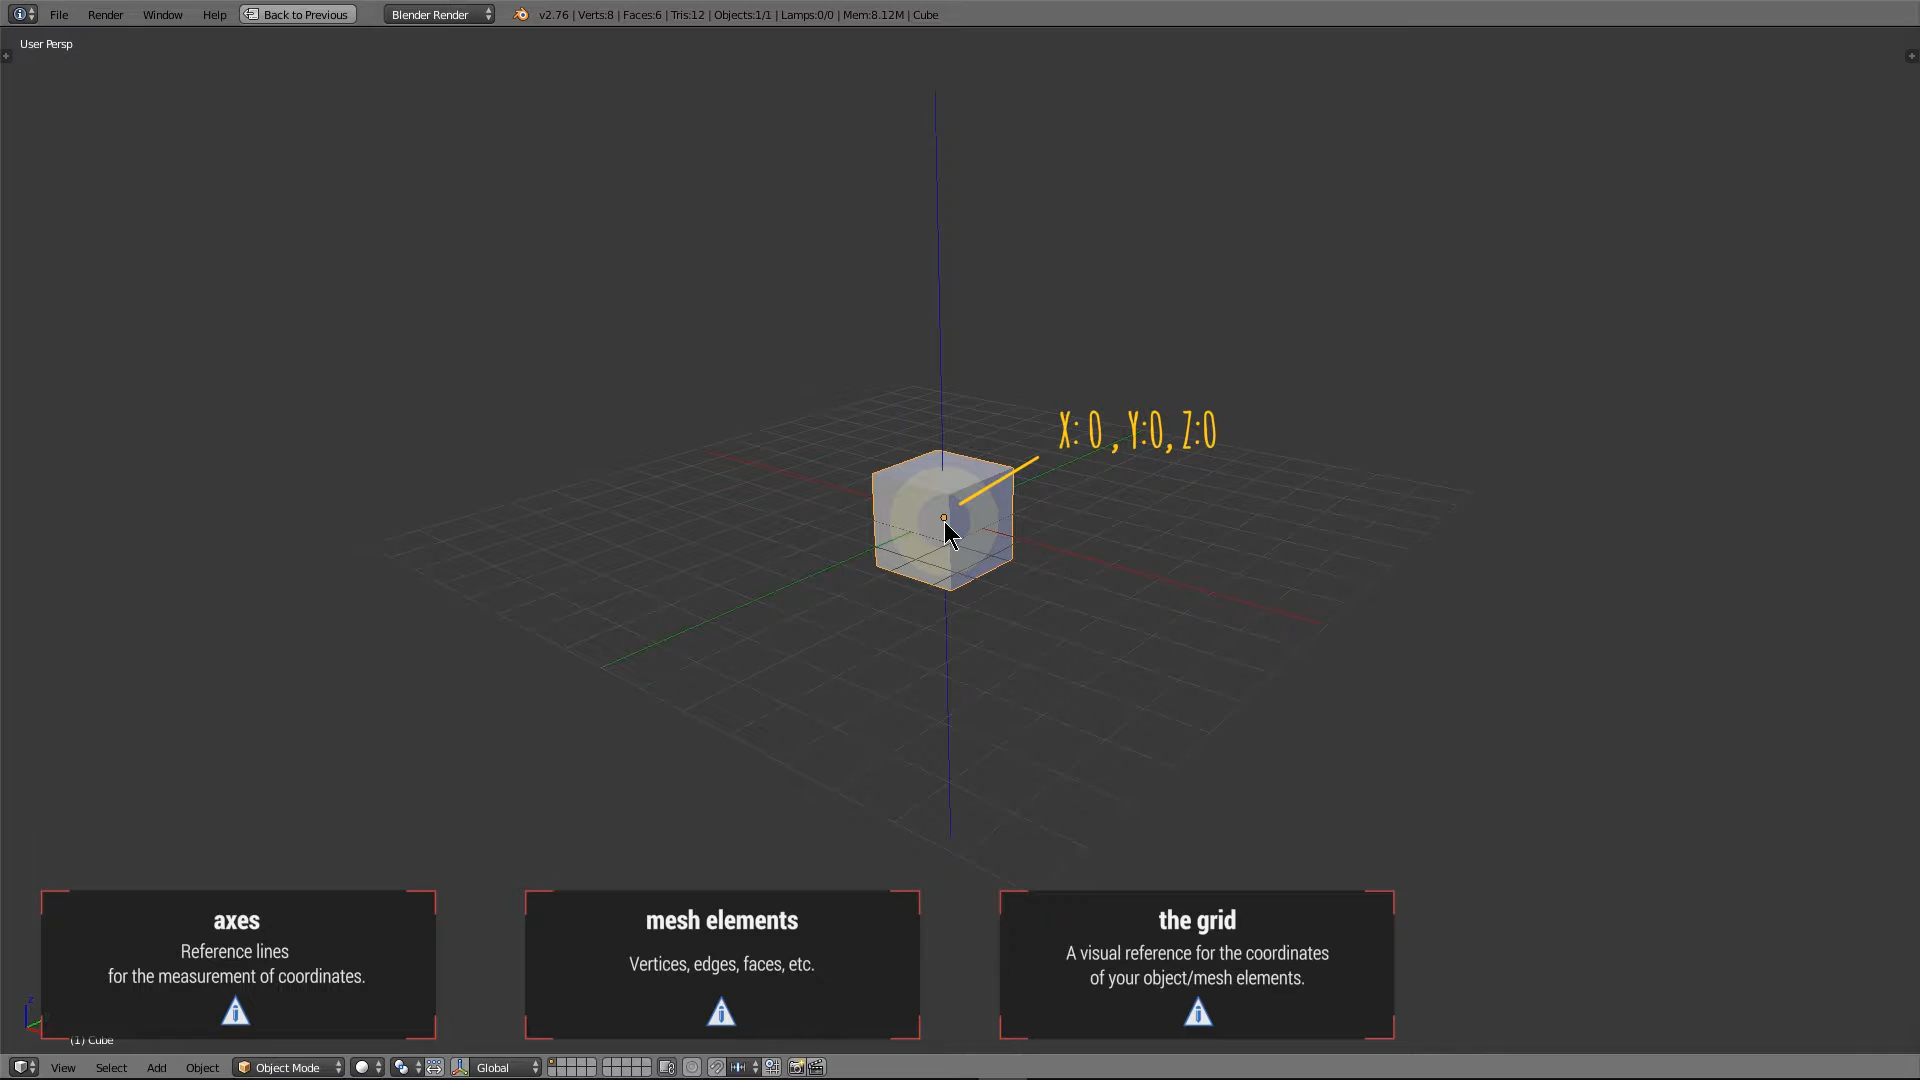 File Render Window Help Back to Previous Blender Render v2.76 | Verts:8 | Faces:6 | Tris:12 | Objects:1/1 | Lamps:0/0 | Mem:8.12M | Cube
User Persp
X: 0 , Y:0, Z:0
axes
Reference lines
for the measurement of coordinates.
mesh elements
Vertices, edges, faces, etc.
the grid
A visual reference for the coordinates
of your object/mesh elements.
z
(1) Cube
View Select Add Object Object Mode Global